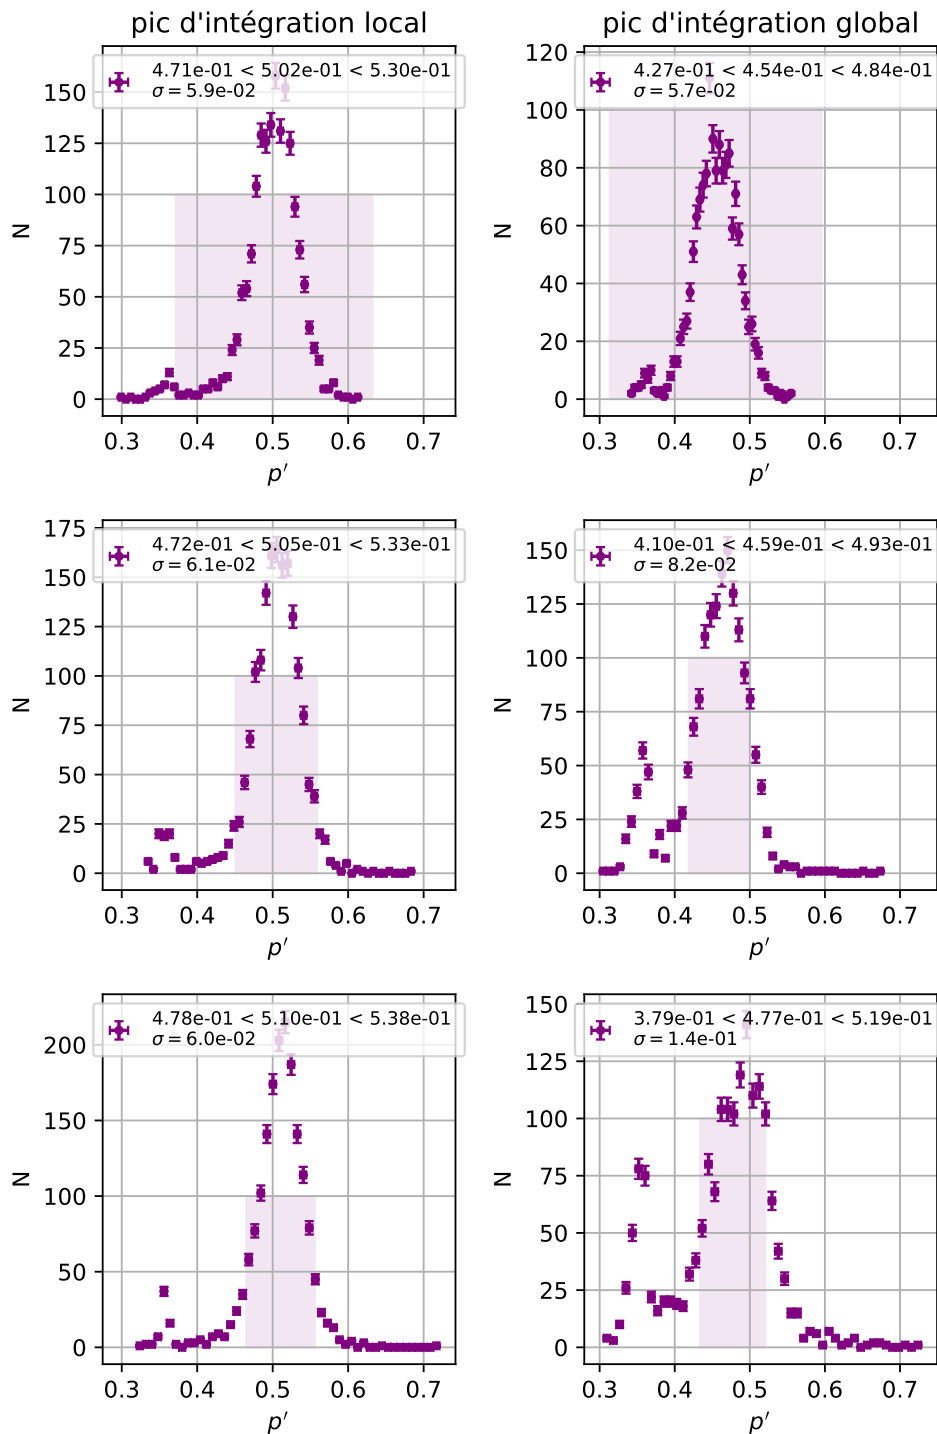 pic d'intégration local
pic d'intégration global
4.71e-01 < 5.02e-01 < 5.30e-01
σ = 5.9e-02
N
150
125
100
75
50
25
0
0.3 0.4 0.5 0.6 0.7
p′
4.27e-01 < 4.54e-01 < 4.84e-01
σ = 5.7e-02
N
120
100
80
60
40
20
0
0.3 0.4 0.5 0.6 0.7
p′
4.72e-01 < 5.05e-01 < 5.33e-01
σ = 6.1e-02
N
175
150
125
100
75
50
25
0
0.3 0.4 0.5 0.6 0.7
p′
4.10e-01 < 4.59e-01 < 4.93e-01
σ = 8.2e-02
N
150
125
100
75
50
25
0
0.3 0.4 0.5 0.6 0.7
p′
4.78e-01 < 5.10e-01 < 5.38e-01
σ = 6.0e-02
N
200
150
100
50
0
0.3 0.4 0.5 0.6 0.7
p′
3.79e-01 < 4.77e-01 < 5.19e-01
σ = 1.4e-01
N
150
125
100
75
50
25
0
0.3 0.4 0.5 0.6 0.7
p′